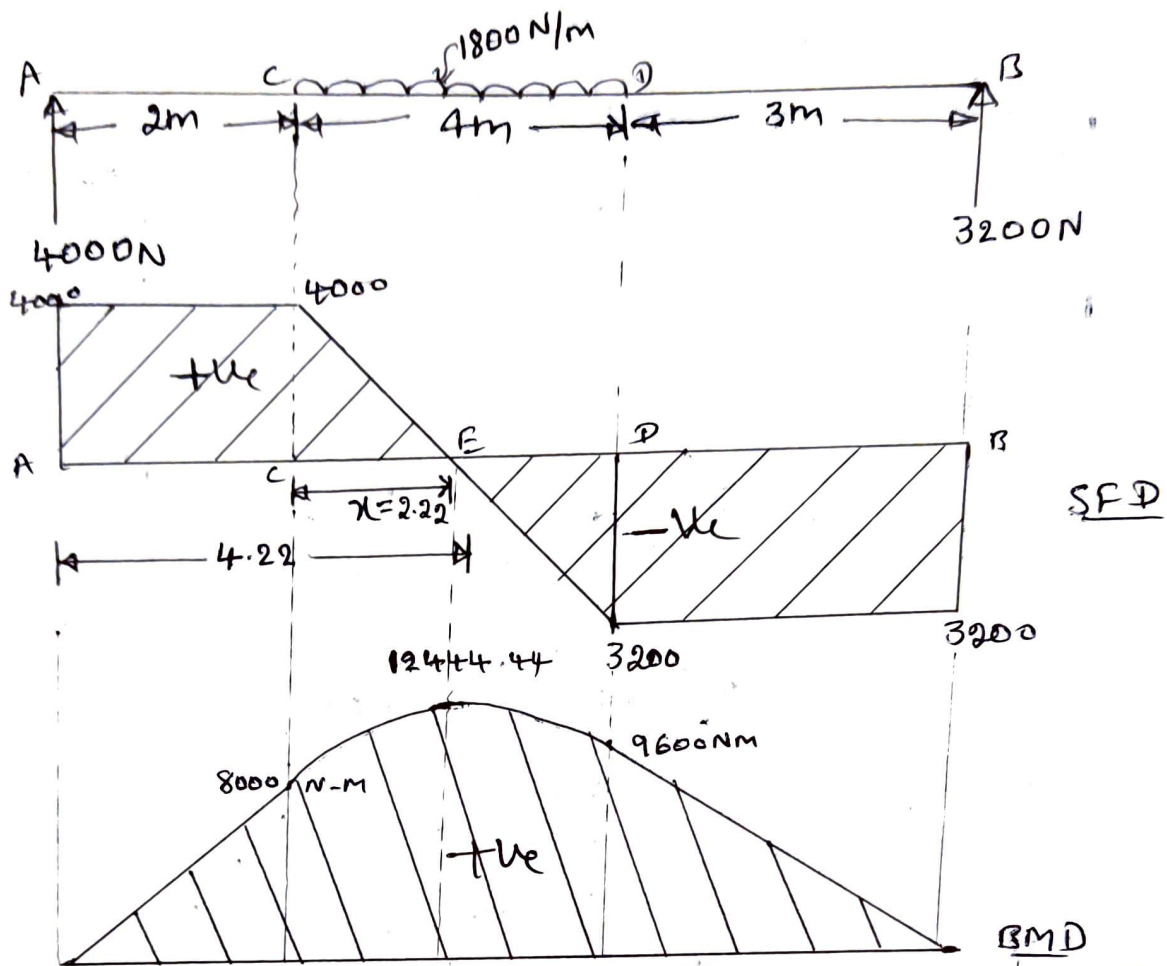 1800N/m
A C D B
2m 4m 3m
4000N 3200N
4000 4000
+ve
A C E D B
x=2.22
-ve
SFD
4.22
3200 3200
12444.44
9600NM
8000 N-M
+ve
BMD